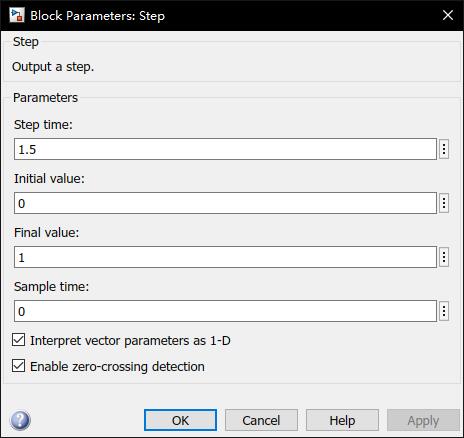 Block Parameters: Step
Step
Output a step.
Parameters
Step time:
1.5
Initial value:
0
Final value:
1
Sample time:
0
Interpret vector parameters as 1-D
Enable zero-crossing detection
?
OK Cancel Help Apply